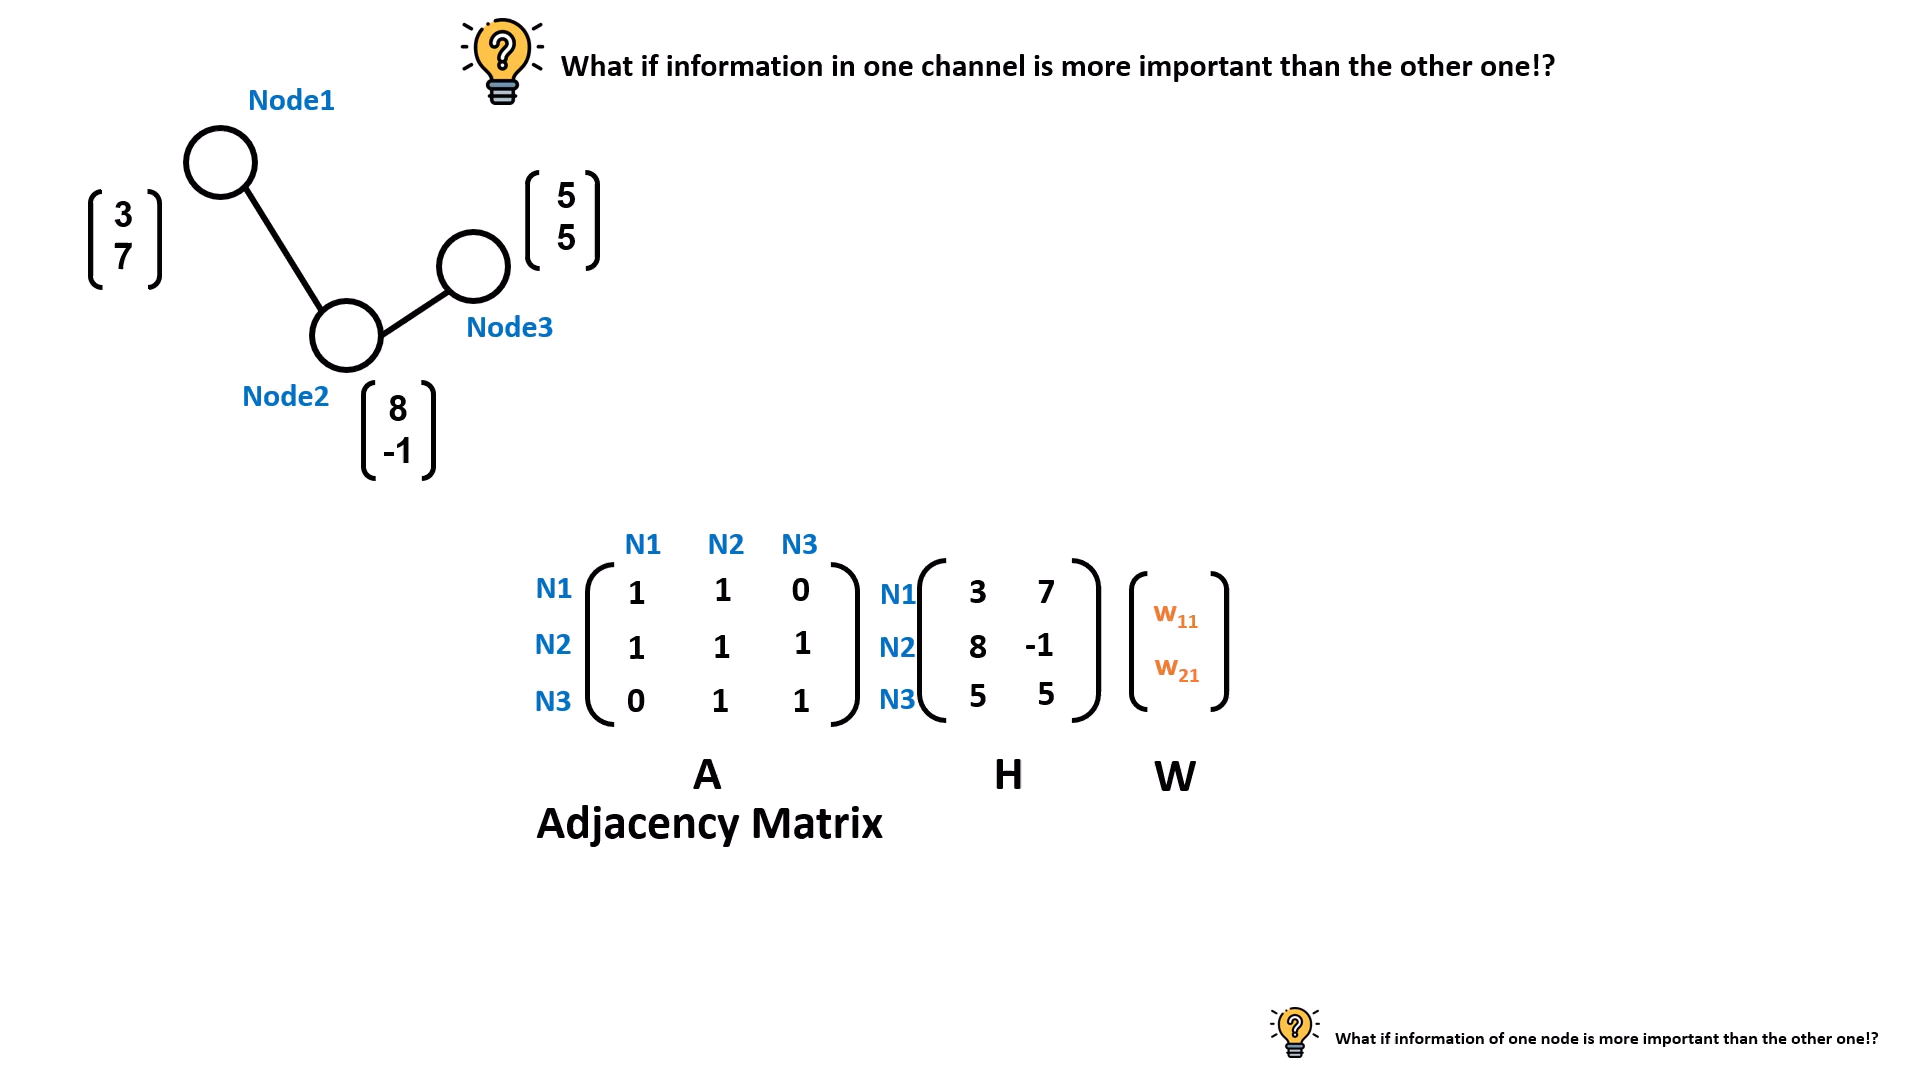 What if information in one channel is more important than the other one!?
Node1
3
7
5
5
Node3
Node2
8
-1
N1 N2 N3
N1 1 1 0 N1 3 7 w11
N2 1 1 1 N2 8 -1 w21
N3 0 1 1 N3 5 5
A H W
Adjacency Matrix
What if information of one node is more important than the other one!?